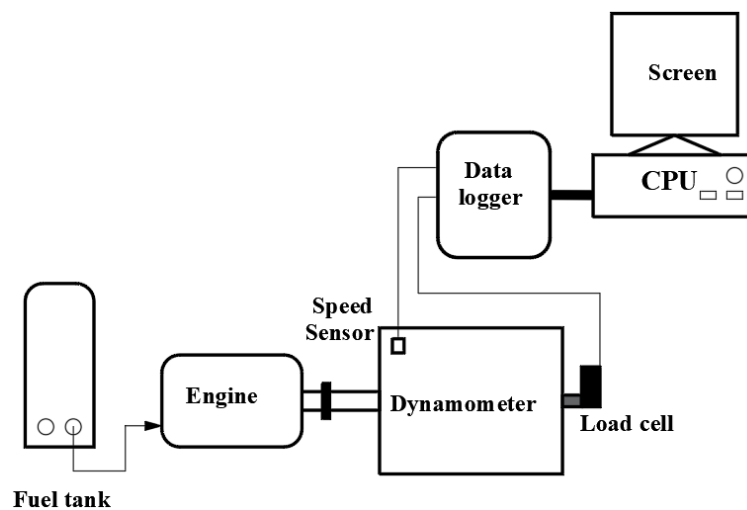 Screen
CPU
Data
logger
Speed
Sensor
Engine
Dynamometer
Load cell
Fuel tank